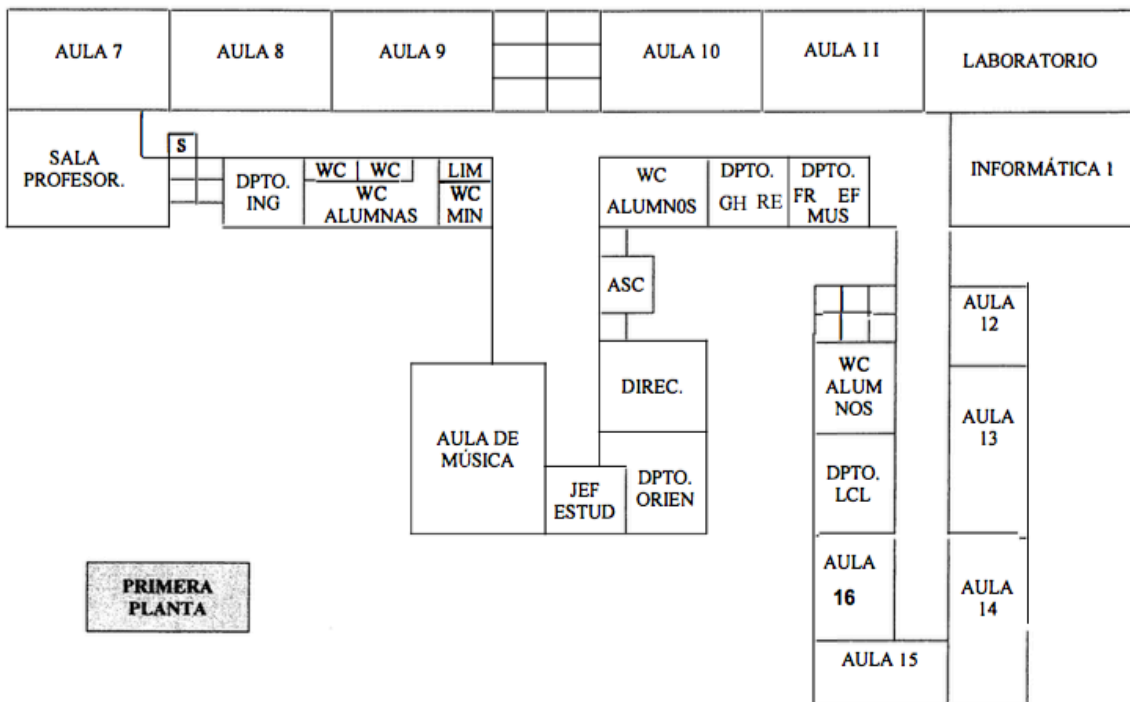 AULA 7
AULA 8
AULA 9
AULA 10
AULA 11
LABORATORIO
SALA
PROFESOR.
S
DPTO.
ING
WC
WC
WC
ALUMNAS
LIM
WC
MIN
WC
ALUMN0S
DPTO.
GH RE
DPTO.
FR EF
MUS
INFORMÁTICA 1
ASC
DIREC.
AULA DE
MÚSICA
JEF
ESTUD
DPTO.
ORIEN
AULA
12
WC
ALUM
NOS
AULA
13
DPTO.
LCL
AULA
16
AULA
14
AULA 15
PRIMERA
PLANTA